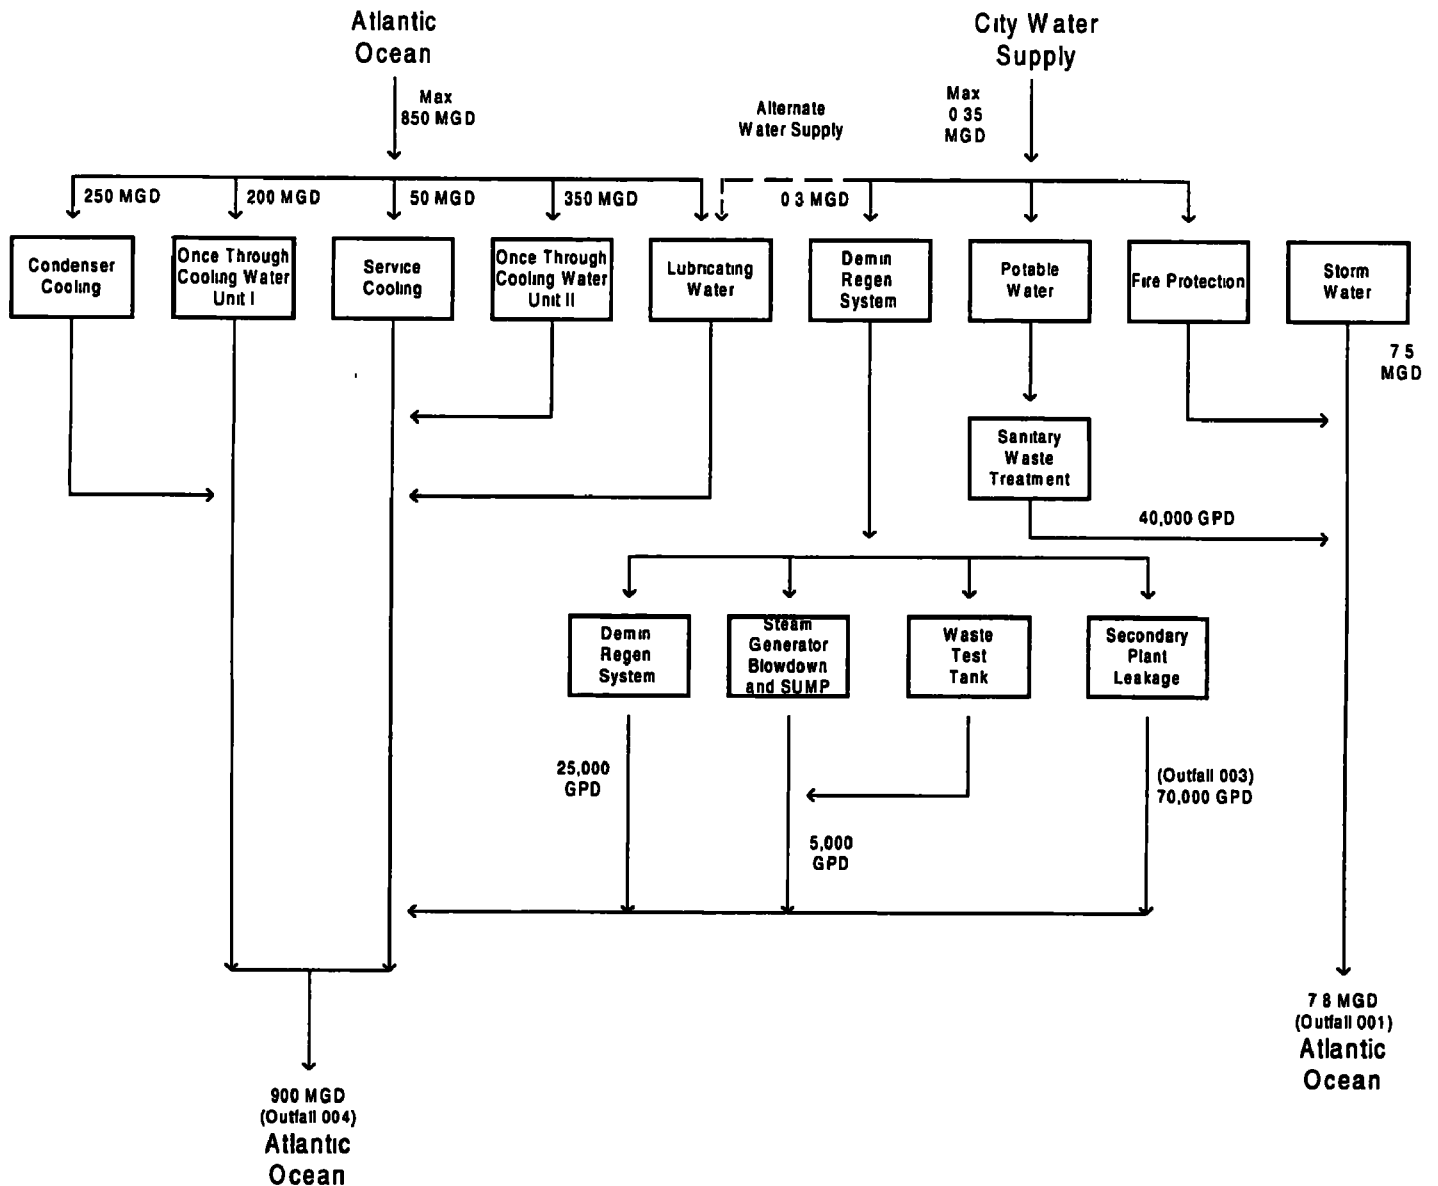 Atlantic
Ocean
City Water
Supply
Max
850 MGD
Alternate
Water Supply
Max
0 35
MGD
250 MGD
200 MGD
50 MGD
350 MGD
0 3 MGD
Condenser
Cooling
Once Through
Cooling Water
Unit I
Service
Cooling
Once Through
Cooling Water
Unit II
Lubricating
Water
Demin
Regen
System
Potable
Water
Fire Protection
Storm
Water
7 5
MGD
Sanitary
Waste
Treatment
40,000 GPD
Demin
Regen
System
Steam
Generator
Blowdown
and SUMP
Waste
Test
Tank
Secondary
Plant
Leakage
25,000
GPD
5,000
GPD
(Outfall 003)
70,000 GPD
7 8 MGD
(Outfall 001)
Atlantic
Ocean
900 MGD
(Outfall 004)
Atlantic
Ocean